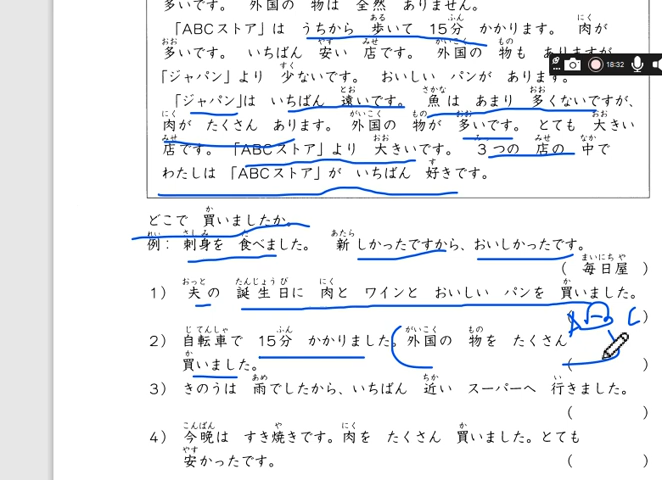 多いです。 外国の 物は 全然 ありません。
「ABCストア」は うちから 歩いて 15分 かかります。 肉が
多いです。 いちばん 安い 店です。 外国の 物も ありますが、
18:32
「ジャパン」より 少ないです。 おいしい パンが あります。
「ジャパン」は いちばん 遠いです。 魚は あまり 多くないですが、
肉が たくさん あります。 外国の 物が 多いです。 とても 大きい
店です。 「ABCストア」より 大きいです。 3つの 店の 中で
わたしは 「ABCストア」が いちばん 好きです。
どこで 買いましたか。
例: 刺身を 食べました。 新しかったですから、おいしかったです。
( 毎日屋 )
1) 夫の 誕生日に 肉と ワインと おいしい パンを 買いました。
( A B C )
2) 自転車で 15分 かかりました。外国の 物を たくさん
買いました。 ( )
3) きのうは 雨でしたから、いちばん 近い スーパーへ 行きました。
( )
4) 今晩は すき焼きです。肉を たくさん 買いました。とても
安かったです。 ( )